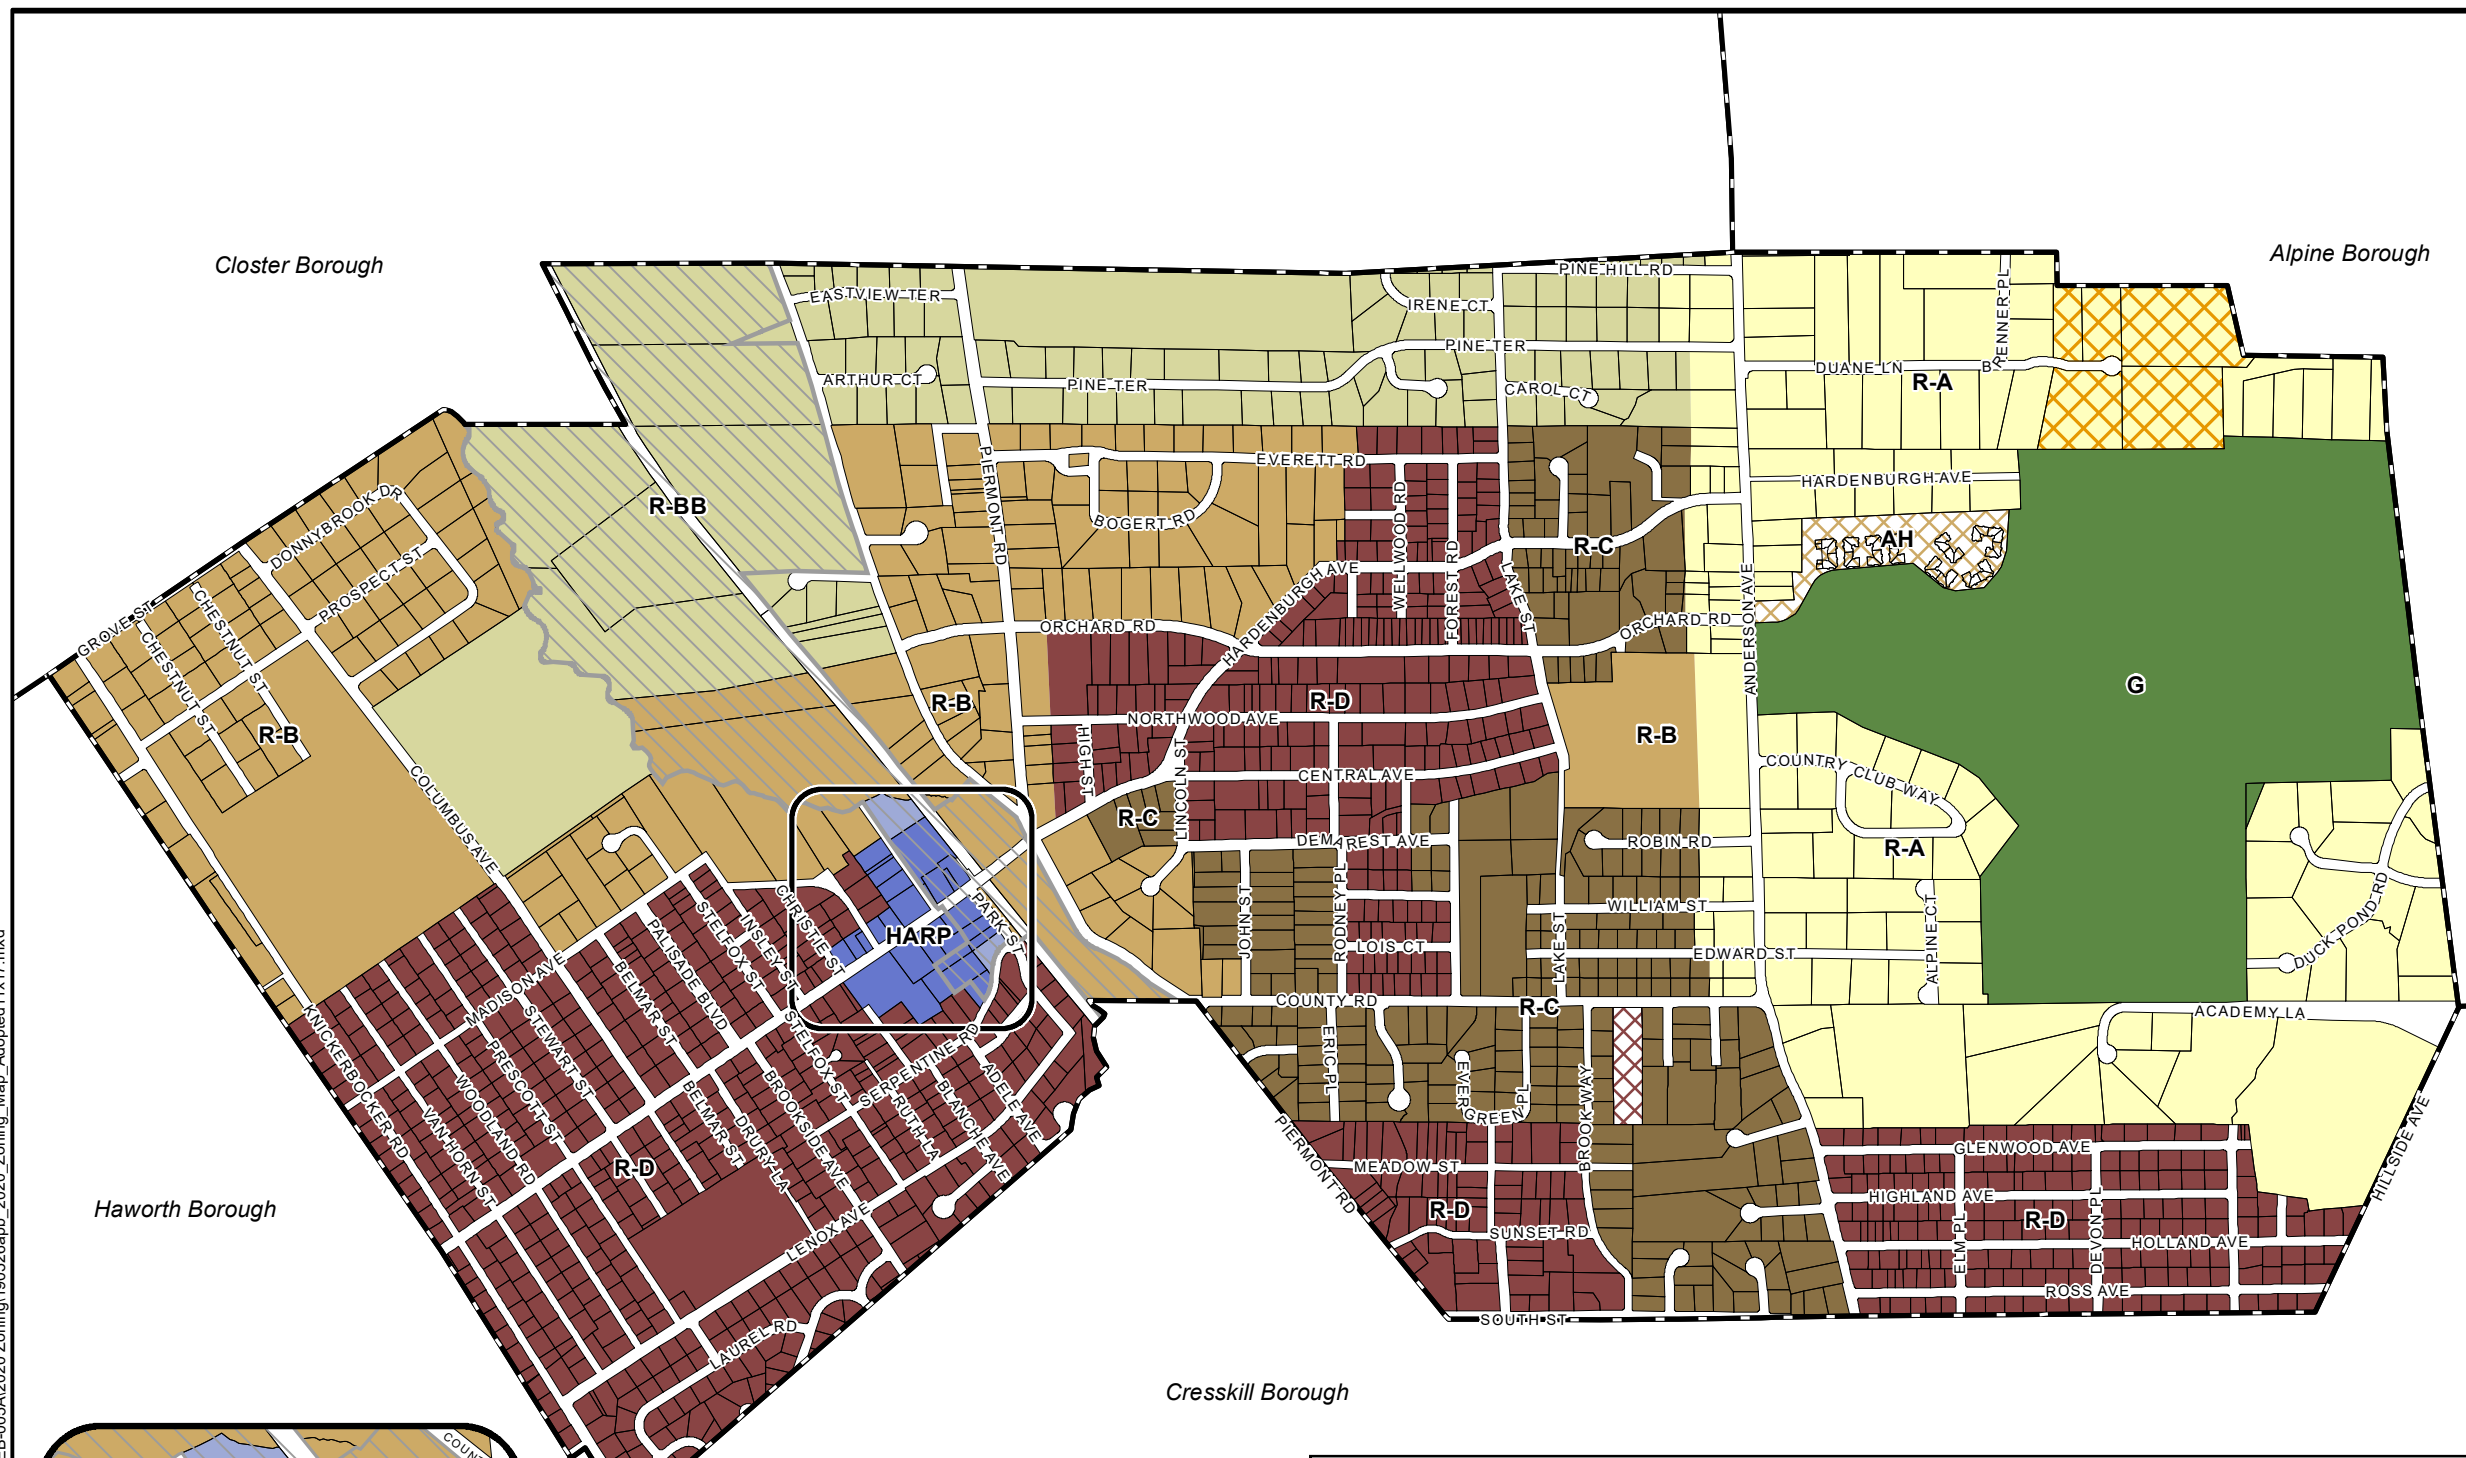 Closter Borough
Alpine Borough
PINE HILL RD
EASTVIEW TER
IRENE CT
BRENNER PL
PINE TER
ARTHUR CT
PINE TER
CAROL CT
DUANE LN
R-A
PIERMONT RD
EVERETT RD
HARDENBURGH AVE
DONNYBROOK DR
R-BB
BOGERT RD
WELLWOOD RD
FOREST RD
R-C
AH
PROSPECT ST
HARDENBURGH AVE
LAKE ST
GROVE ST
CHESTNUT ST
CHESTNUT ST
ORCHARD RD
ORCHARD RD
ANDERSON AVE
G
R-B
R-B
R-D
NORTHWOOD AVE
R-B
HIGH ST
LINCOLN ST
CENTRAL AVE
COUNTRY CLUB WAY
COLUMBUS AVE
R-C
DEMAREST AVE
ROBIN RD
R-A
CHRISTIE ST
PARK ST
JOHN ST
RODNEY PL
WILLIAM ST
HARP
STELFOX ST
INSLEY ST
PALISADE BLVD
LOIS CT
LAKE ST
EDWARD ST
ALPINE CT
DUCK POND RD
MADISON AVE
BELMAR ST
COUNTY RD
R-C
ACADEMY LA
KNICKERBOCKER RD
STEWART ST
STELFOX ST
SERPENTINE RD
ERIC PL
EVER
GREEN PL
BROOK WAY
PRESCOTT ST
WOODLAND RD
VAN HORN ST
BELMAR ST
DRURY LA
BROOKSIDE AVE
RUTH LA
BLANCHE AVE
ADELE AVE
PIERMONT RD
GLENWOOD AVE
HILLSIDE AVE
R-D
MEADOW ST
HIGHLAND AVE
Haworth Borough
R-D
SUNSET RD
ELM PL
R-D
DEVON PL
HOLLAND AVE
LENOX AVE
ROSS AVE
LAUREL RD
SOUTH ST
Cresskill Borough